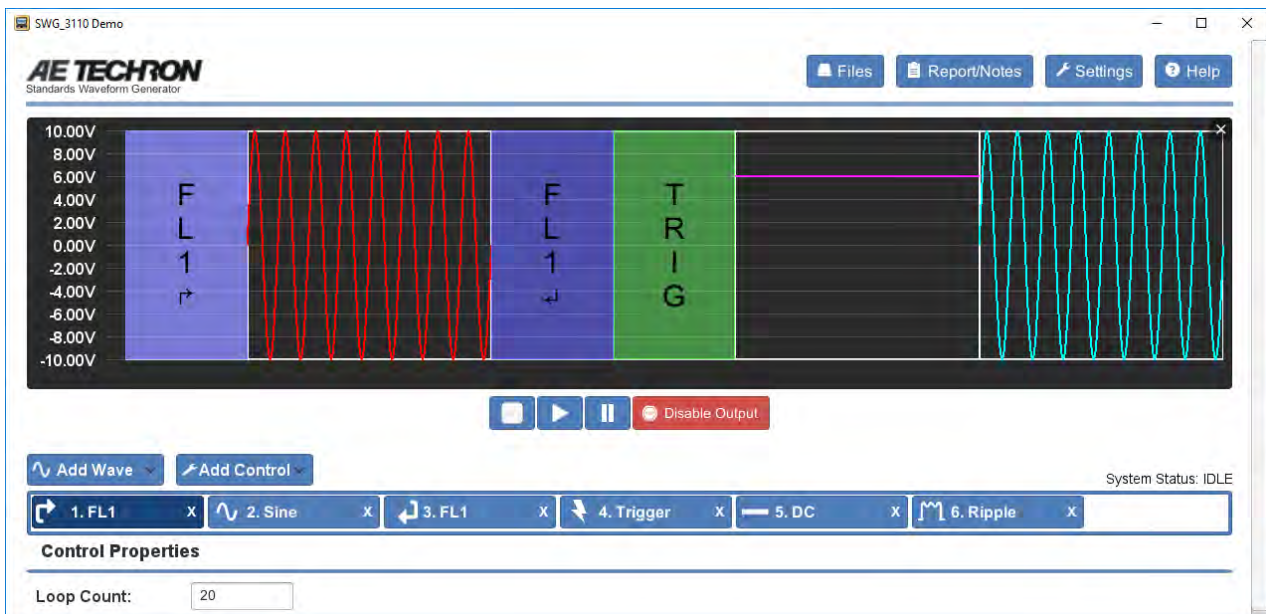 SWG_3110 Demo
AE TECHRON
Standards Waveform Generator
Files Report/Notes Settings Help
10.00V
8.00V
6.00V
4.00V
2.00V
0.00V
-2.00V
-4.00V
-6.00V
-8.00V
-10.00V
FL1
FL1
TRIG
Disable Output
Add Wave Add Control
System Status: IDLE
1. FL1 X 2. Sine X 3. FL1 X 4. Trigger X 5. DC X 6. Ripple X
Control Properties
Loop Count: 20